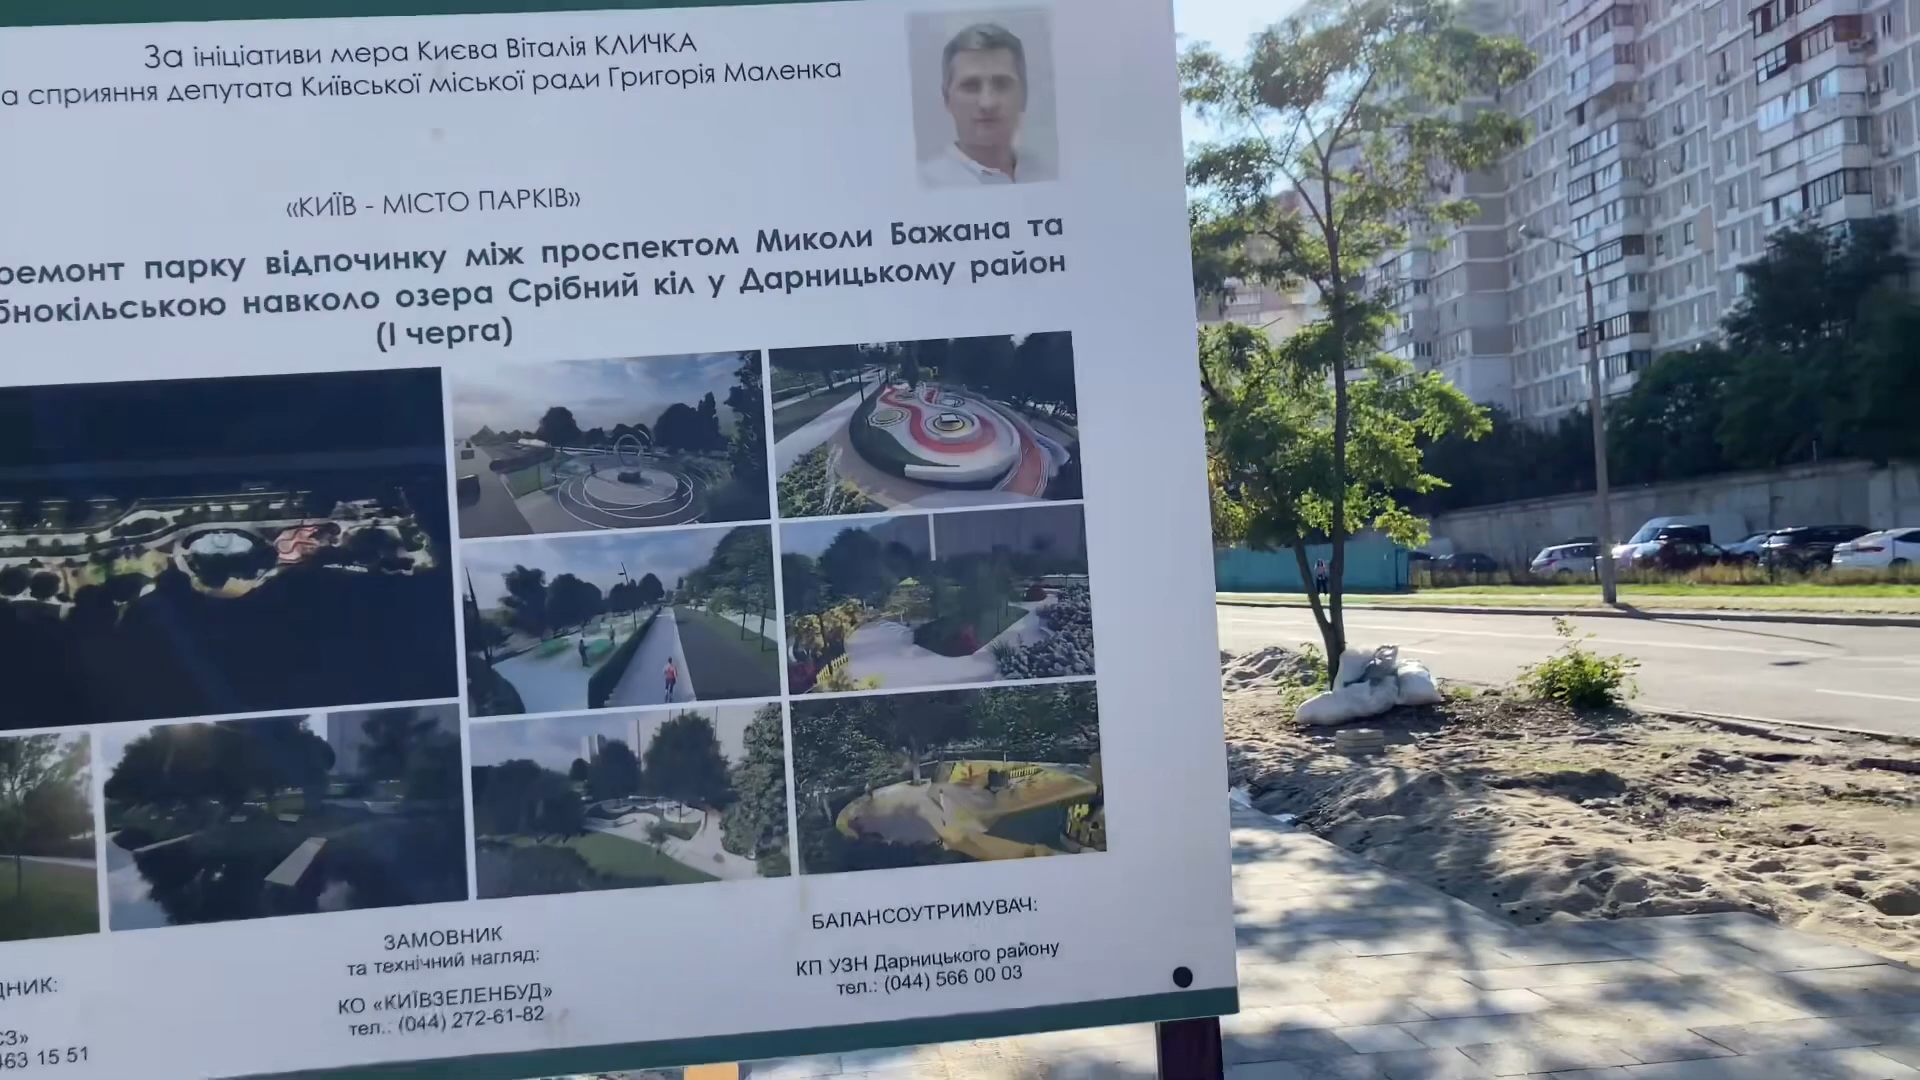 За ініціативи мера Києва Віталія КЛИЧКА
а сприяння депутата Київської міської ради Григорія Маленка
«КИЇВ - МІСТО ПАРКІВ»
ремонт парку відпочинку між проспектом Миколи Бажана та
бнокільською навколо озера Срібний кіл у Дарницькому район
(І черга)
ДНИК:
СЗ»
463 15 51
ЗАМОВНИК
та технічний нагляд:
КО «КИЇВЗЕЛЕНБУД»
тел.: (044) 272-61-82
БАЛАНСОУТРИМУВАЧ:
КП УЗН Дарницького району
тел.: (044) 566 00 03